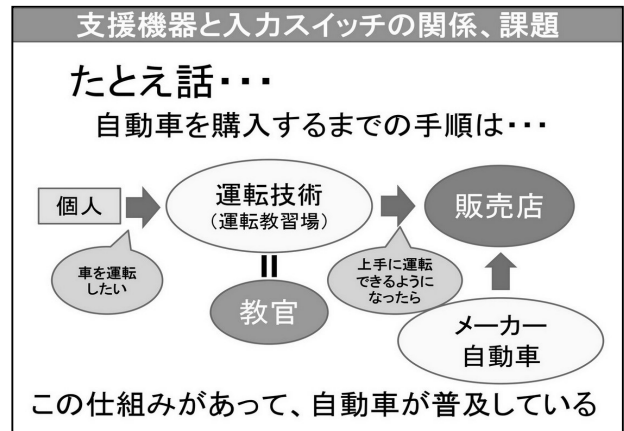 支援機器と入力スイッチの関係、課題
たとえ話・・・
自動車を購入するまでの手順は・・・
個人
運転技術
(運転教習場)
販売店
車を運転
したい
上手に運転
できるように
なったら
教官
メーカー
自動車
この仕組みがあって、自動車が普及している